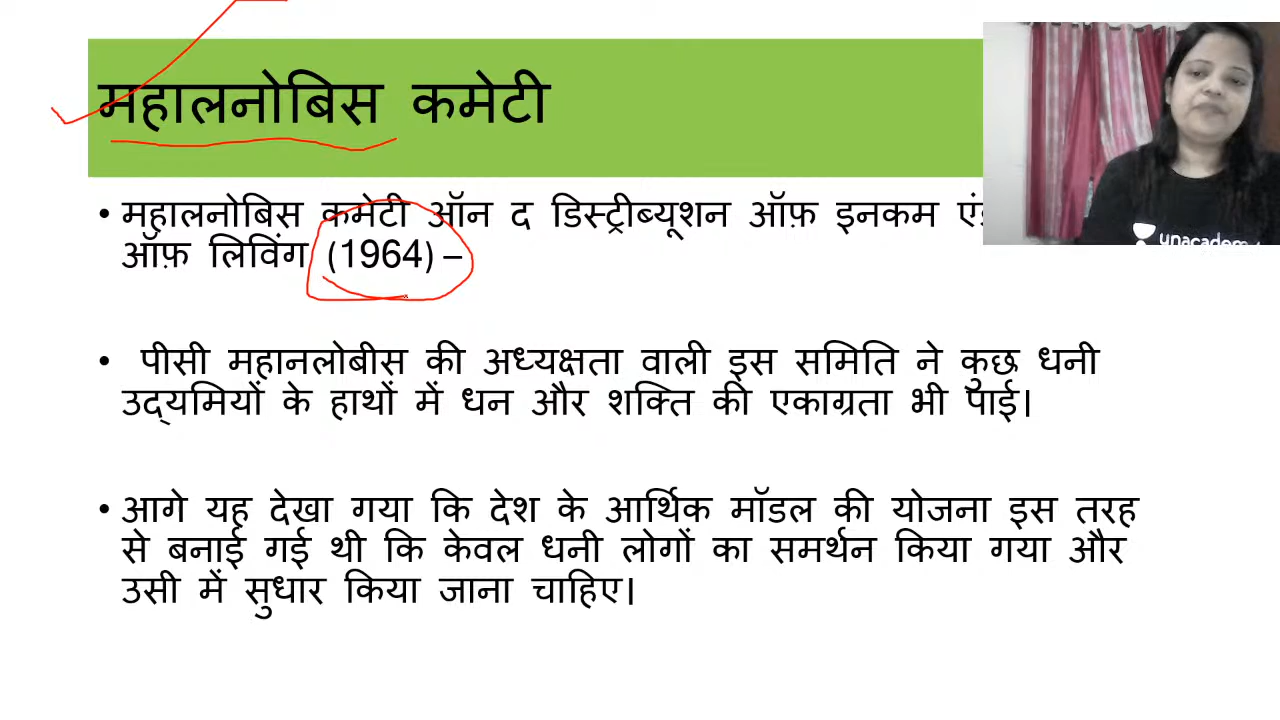 महालनोबिस कमेटी
• महालनोबिस कमेटी ऑन द डिस्ट्रीब्यूशन ऑफ़ इनकम
ऑफ़ लिविंग (1964) –
• पीसी महानलोबीस की अध्यक्षता वाली इस समिति ने कुछ धनी
उद्यमियों के हाथों में धन और शक्ति की एकाग्रता भी पाई।
• आगे यह देखा गया कि देश के आर्थिक मॉडल की योजना इस तरह
से बनाई गई थी कि केवल धनी लोगों का समर्थन किया गया और
उसी में सुधार किया जाना चाहिए।